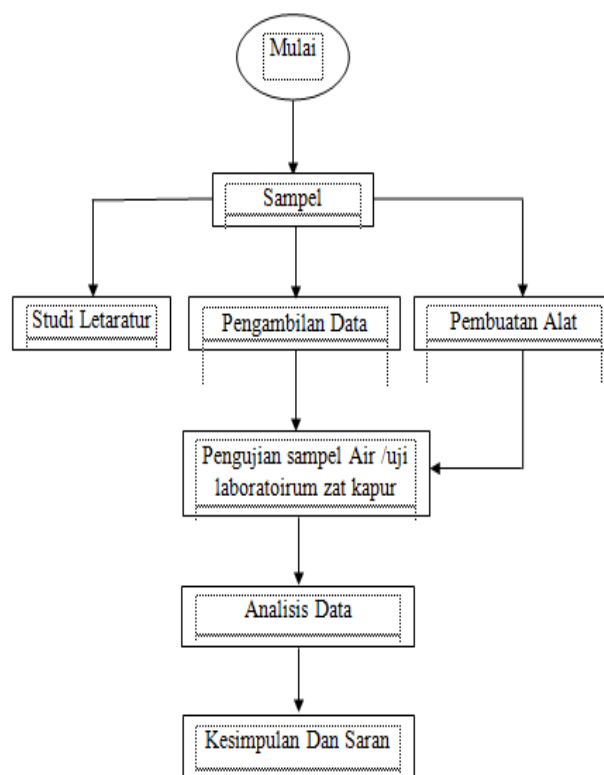 Mulai
Sampel
Studi Letaratur
Pengambilan Data
Pembuatan Alat
Pengujian sampel Air /uji
laboratoirum zat kapur
Analisis Data
Kesimpulan Dan Saran